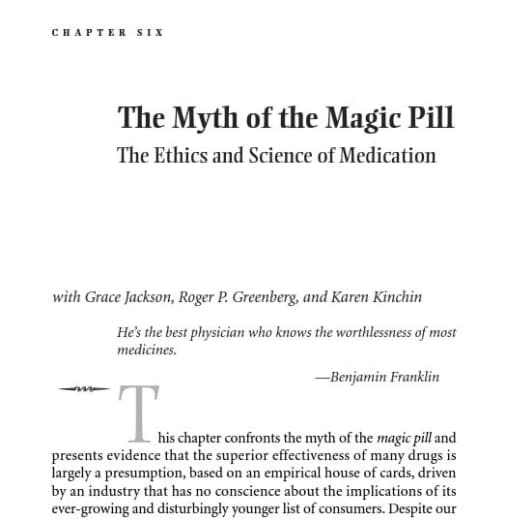 CHAPTER SIX
The Myth of the Magic Pill
The Ethics and Science of Medication
with Grace Jackson, Roger P. Greenberg, and Karen Kinchin
He's the best physician who knows the worthlessness of most
medicines.
—Benjamin Franklin
This chapter confronts the myth of the magic pill and
presents evidence that the superior effectiveness of many drugs is
largely a presumption, based on an empirical house of cards, driven
by an industry that has no conscience about the implications of its
ever-growing and disturbingly younger list of consumers. Despite our